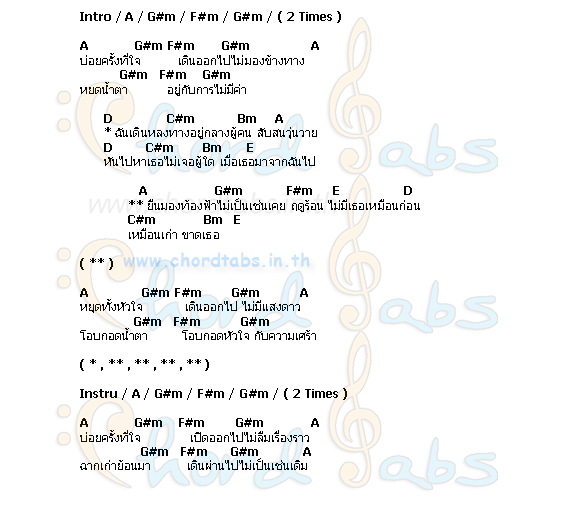 Intro / A / G#m / F#m / G#m / ( 2 Times )
A G#m F#m G#m A
บ่อยครั้งที่ใจ เดินออกไปไม่มองข้างทาง
G#m F#m G#m
หยดน้ำตา อยู่กับการไม่มีค่า
D C#m Bm A
* ฉันเดินหลงทางอยู่กลางผู้คน สับสนวุ่นวาย
D C#m Bm E
หันไปหาเธอไม่เจอผู้ใด เมื่อเธอมาจากฉันไป
A G#m F#m E D
** ยืนมองท้องฟ้าไม่เป็นเช่นเคย ฤดูร้อน ไม่มีเธอเหมือนก่อน
C#m Bm E
เหมือนเก่า ขาดเธอ
www.chordtabs.in.th
( ** )
A G#m F#m G#m A
หยุดทั้งหัวใจ เดินออกไป ไม่มีแสงดาว
G#m F#m G#m
โอบกอดน้ำตา โอบกอดหัวใจ กับความเศร้า
( * , ** , ** , ** , ** )
Instru / A / G#m / F#m / G#m / ( 2 Times )
A G#m F#m G#m A
บ่อยครั้งที่ใจ เปิดออกไปไม่ลืมเรื่องราว
G#m F#m G#m A
ฉากเก่าย้อนมา เดินผ่านไปไม่เป็นเช่นเดิม